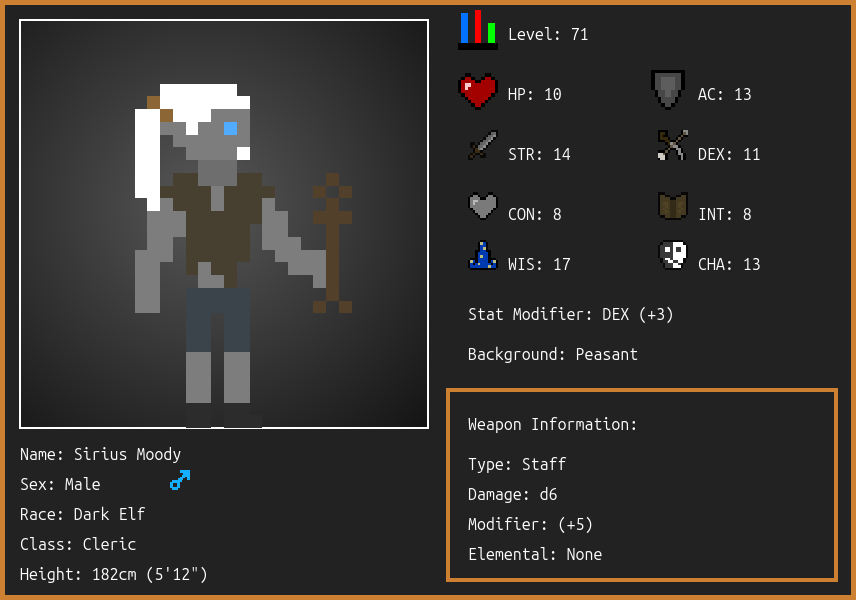 Level: 71
HP: 10
AC: 13
STR: 14
DEX: 11
CON: 8
INT: 8
WIS: 17
CHA: 13
Stat Modifier: DEX (+3)
Background: Peasant
Weapon Information:
Type: Staff
Damage: d6
Modifier: (+5)
Elemental: None
Name: Sirius Moody
Sex: Male
Race: Dark Elf
Class: Cleric
Height: 182cm (5'12")